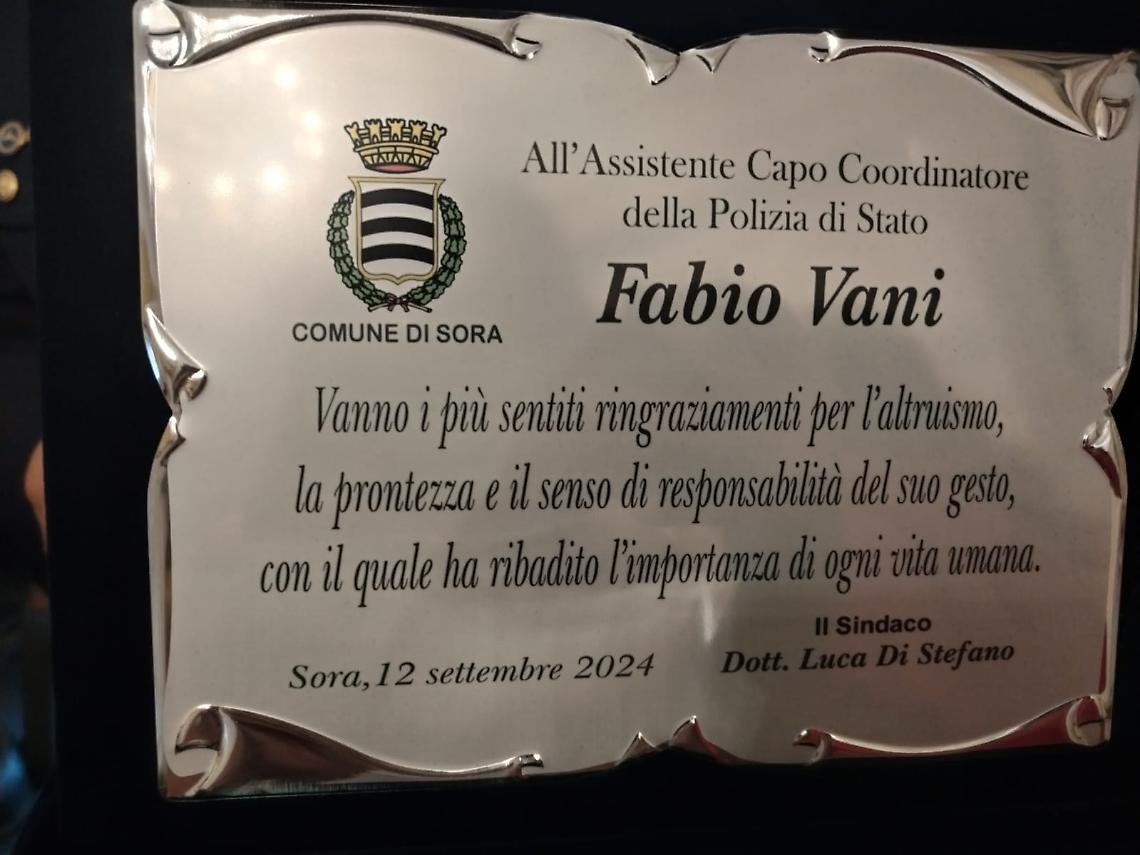 All'Assistente Capo Coordinatore
della Polizia di Stato
Fabio Vani
COMUNE DI SORA
Vanno i più sentiti ringraziamenti per l'altruismo,
la prontezza e il senso di responsabilità del suo gesto,
con il quale ha ribadito l'importanza di ogni vita umana.
Il Sindaco
Dott. Luca Di Stefano
Sora, 12 settembre 2024